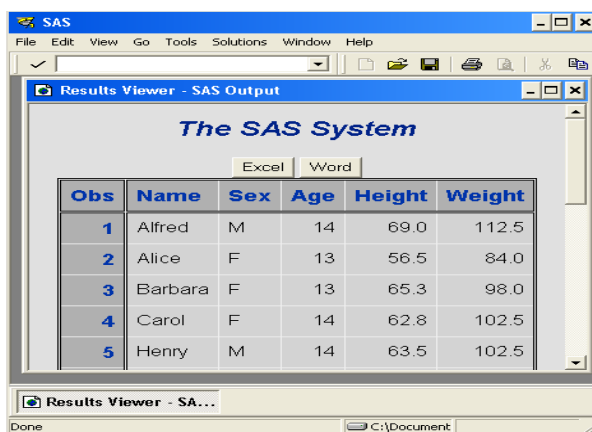 SAS
File Edit View Go Tools Solutions Window Help
Results Viewer - SAS Output
The SAS System
Excel Word
Obs Name Sex Age Height Weight
1 Alfred M 14 69.0 112.5
2 Alice F 13 56.5 84.0
3 Barbara F 13 65.3 98.0
4 Carol F 14 62.8 102.5
5 Henry M 14 63.5 102.5
Results Viewer - SA...
Done C:\Document